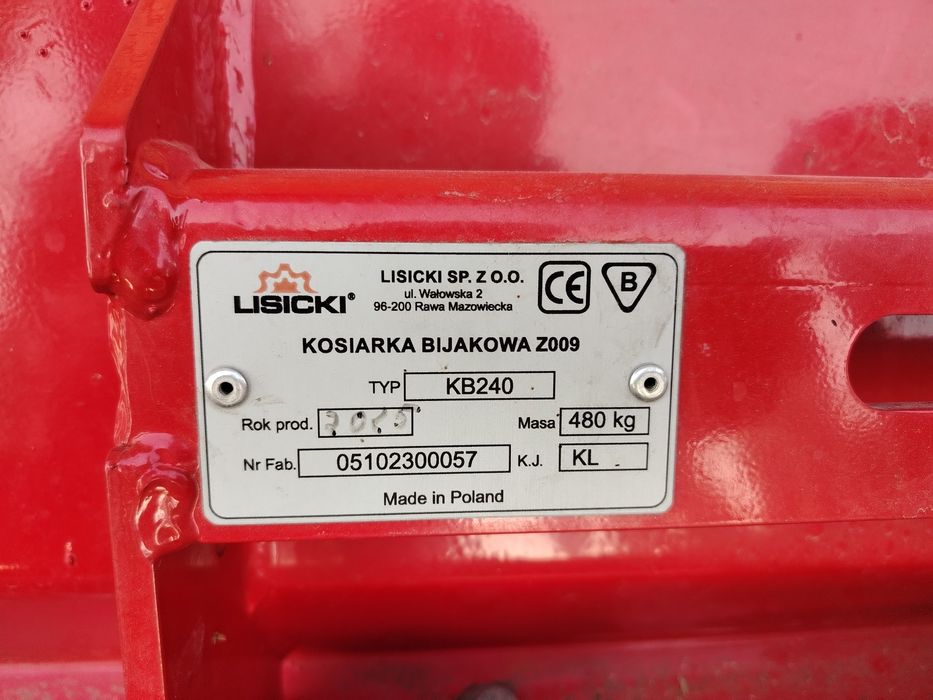 LISICKI®
LISICKI SP. Z O.O.
ul. Wałowska 2
96-200 Rawa Mazowiecka
CE
B
KOSIARKA BIJAKOWA Z009
TYP KB240
Rok prod. 2025
Masa 480 kg
Nr Fab. 05102300057
K.J. KL
Made in Poland